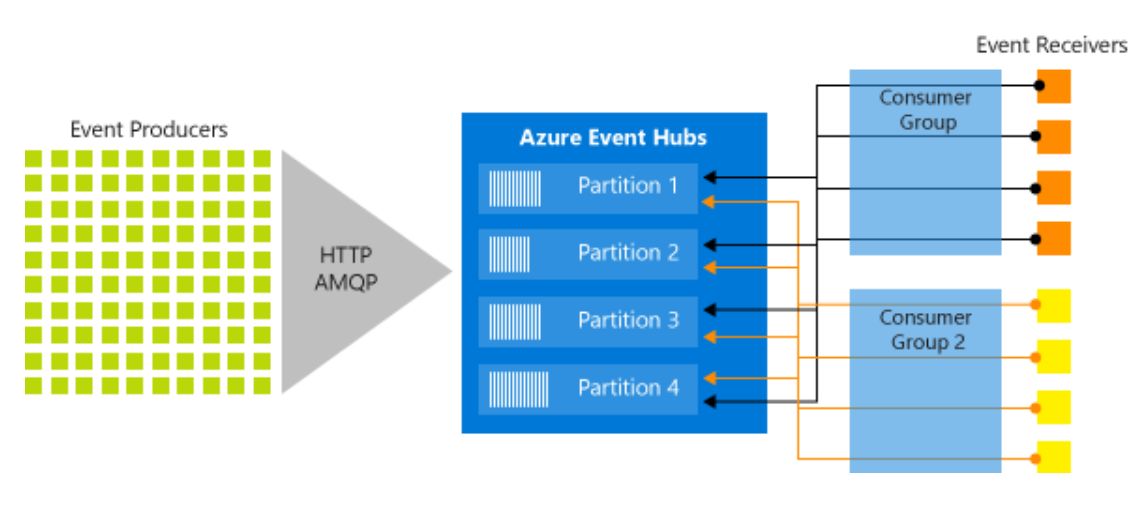 Event Producers
HTTP
AMQP
Azure Event Hubs
Partition 1
Partition 2
Partition 3
Partition 4
Event Receivers
Consumer
Group
Consumer
Group 2